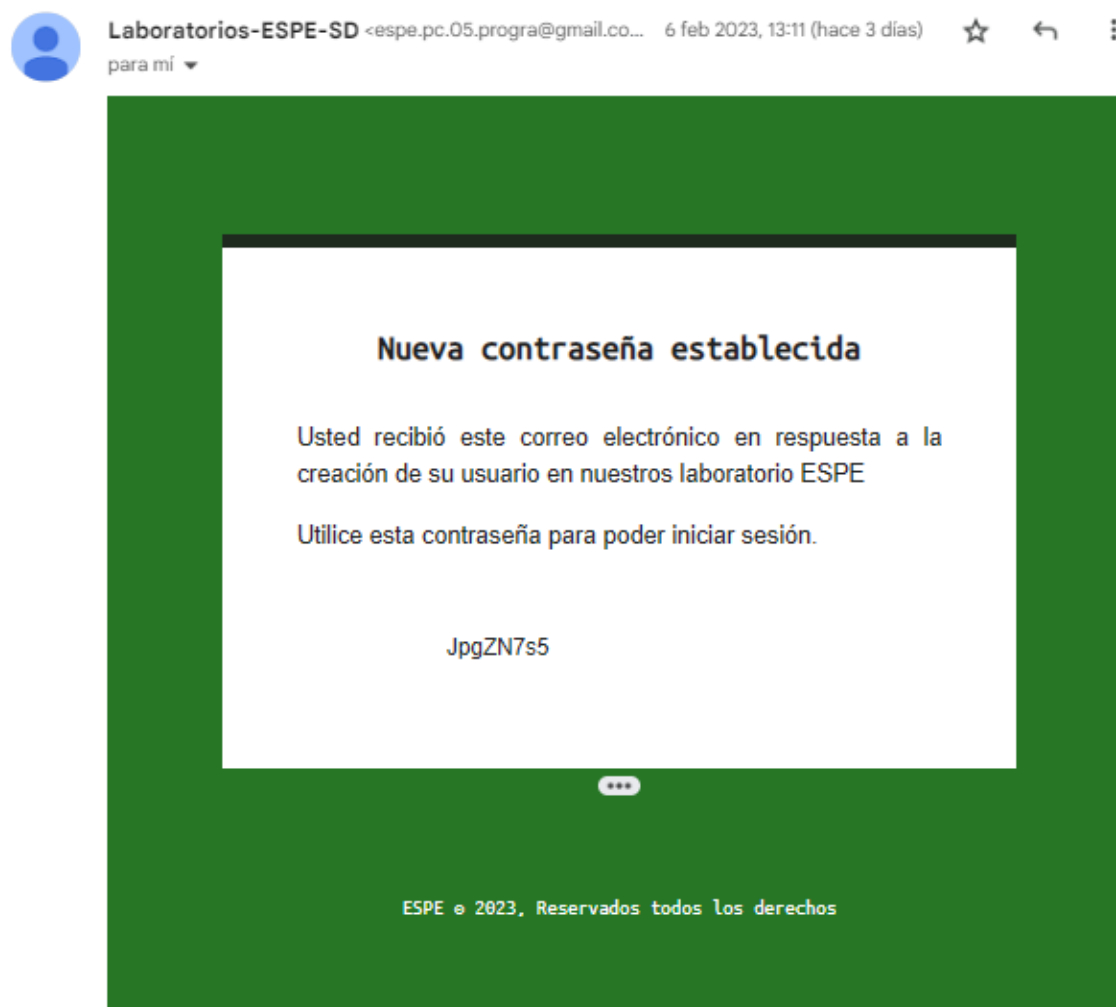 Laboratorios-ESPE-SD <espe.pc.05.progra@gmail.co... 6 feb 2023, 13:11 (hace 3 días)
para mí
Nueva contraseña establecida
Usted recibió este correo electrónico en respuesta a la
creación de su usuario en nuestros laboratorio ESPE
Utilice esta contraseña para poder iniciar sesión.
JpgZN7s5
ESPE © 2023, Reservados todos los derechos